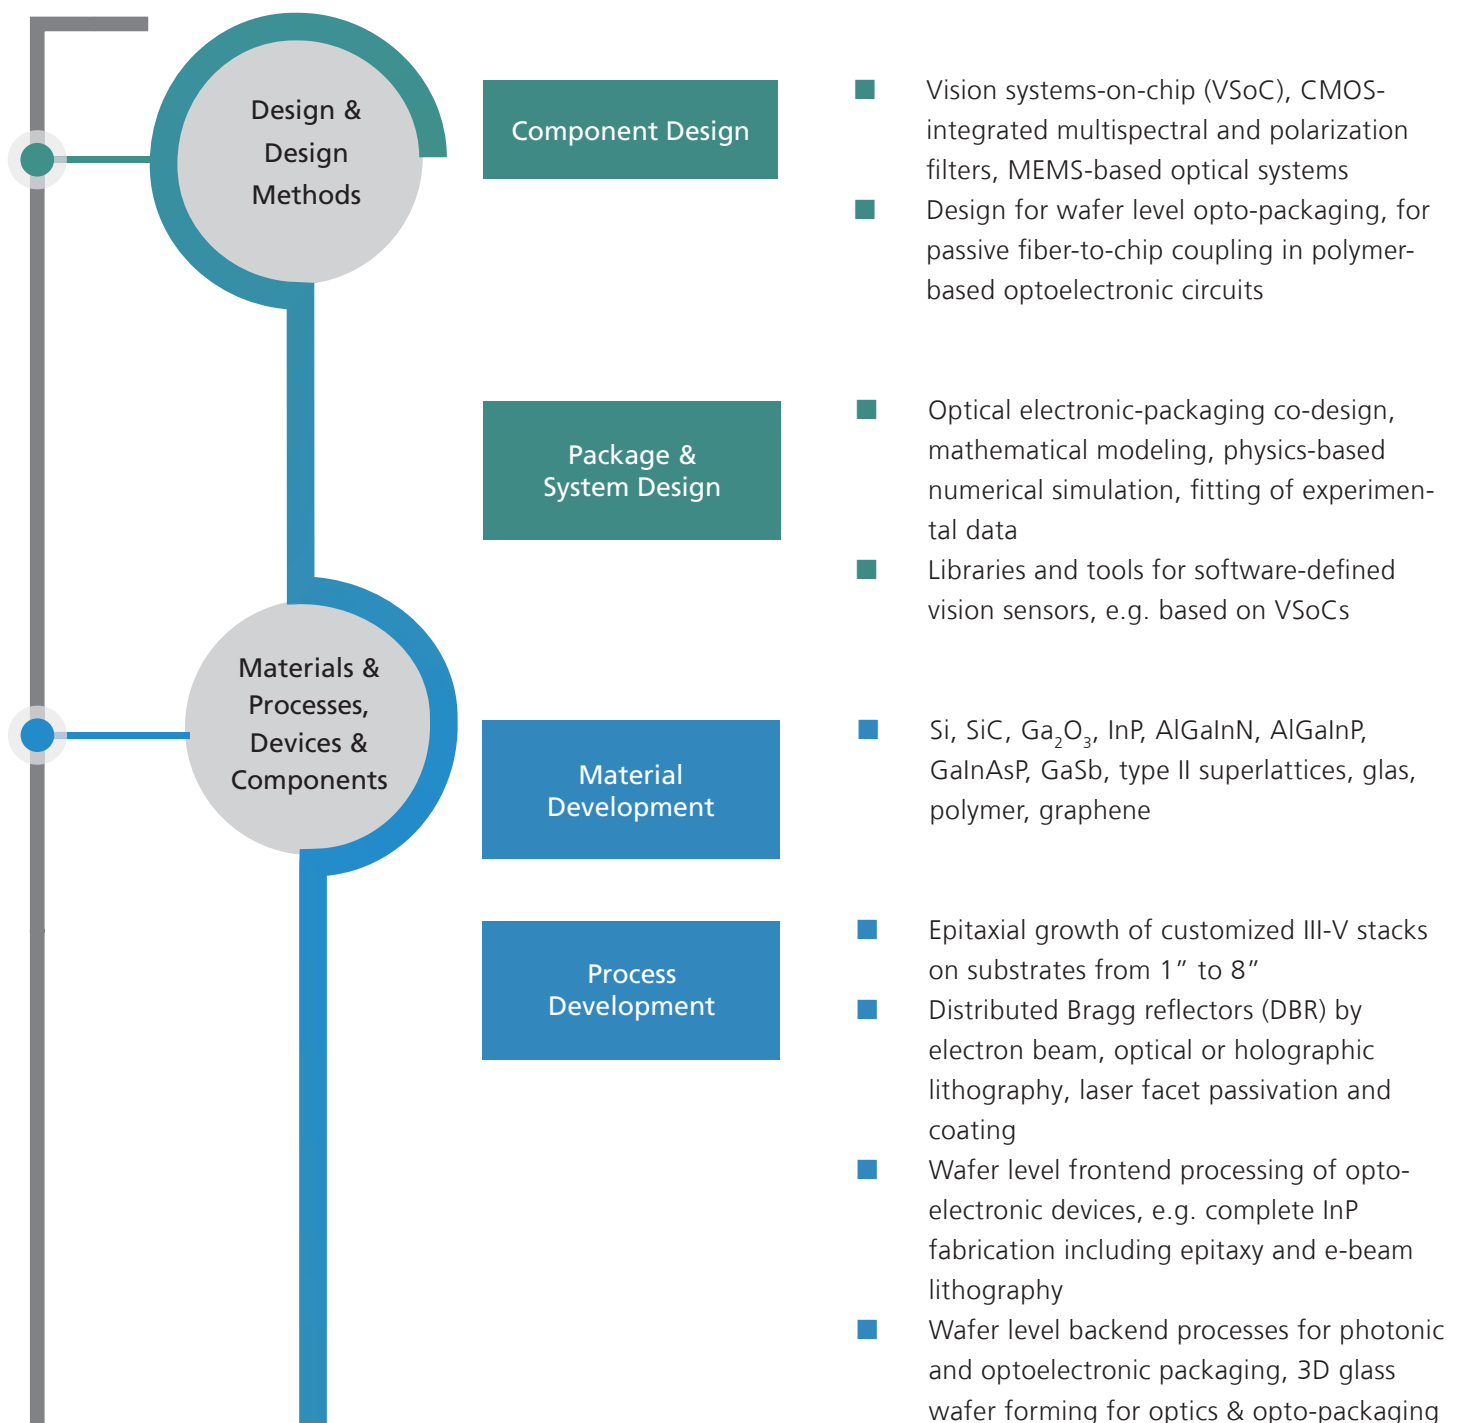 Design &
Design
Methods
Component Design
Vision systems-on-chip (VSoC), CMOS-
integrated multispectral and polarization
filters, MEMS-based optical systems
Design for wafer level opto-packaging, for
passive fiber-to-chip coupling in polymer-
based optoelectronic circuits
Package &
System Design
Optical electronic-packaging co-design,
mathematical modeling, physics-based
numerical simulation, fitting of experimen-
tal data
Libraries and tools for software-defined
vision sensors, e.g. based on VSoCs
Materials &
Processes,
Devices &
Components
Material
Development
Si, SiC, Ga₂O₃, InP, AlGaInN, AlGaInP,
GaInAsP, GaSb, type II superlattices, glas,
polymer, graphene
Process
Development
Epitaxial growth of customized III-V stacks
on substrates from 1” to 8”
Distributed Bragg reflectors (DBR) by
electron beam, optical or holographic
lithography, laser facet passivation and
coating
Wafer level frontend processing of opto-
electronic devices, e.g. complete InP
fabrication including epitaxy and e-beam
lithography
Wafer level backend processes for photonic
and optoelectronic packaging, 3D glass
wafer forming for optics & opto-packaging